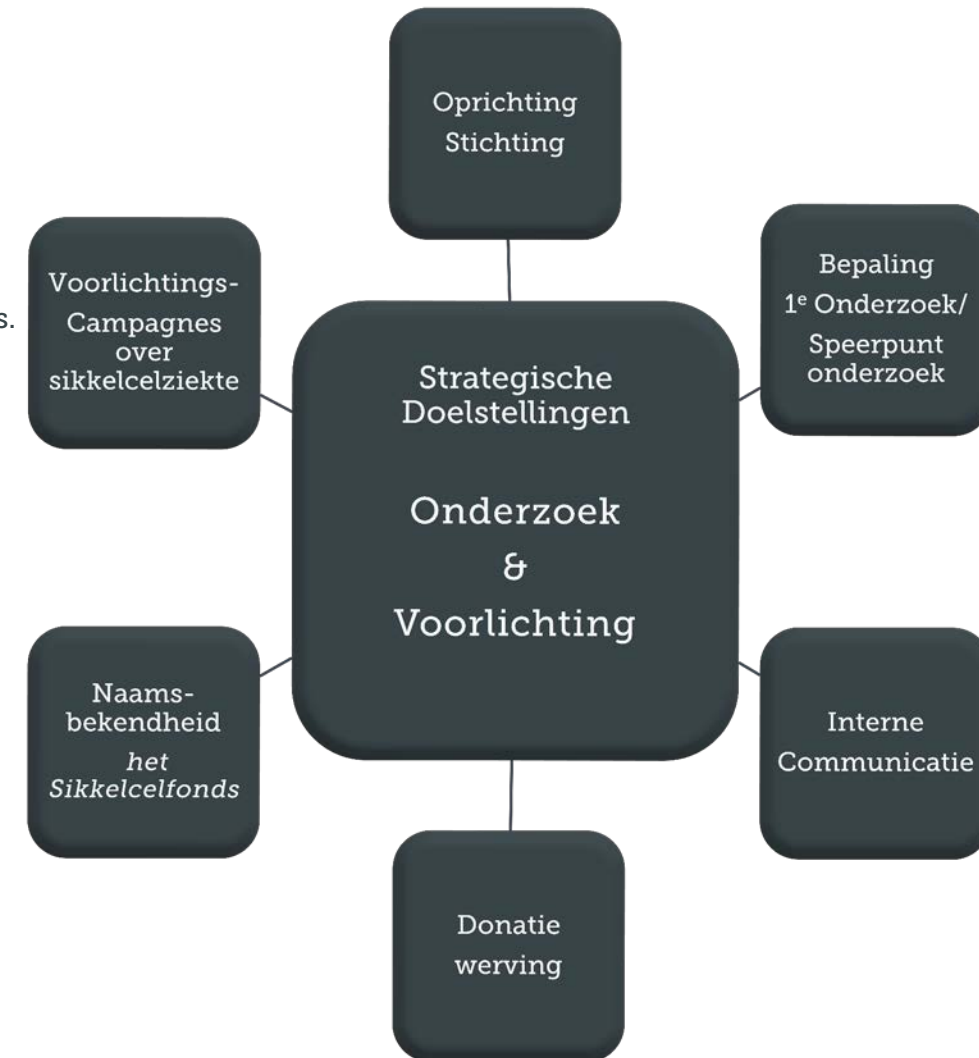 Oprichting
Stichting
Bepaling
1e Onderzoek/
Speerpunt
onderzoek
Interne
Communicatie
Donatie
werving
Naams-
bekendheid
het
Sikkelcelfonds
Voorlichtings-
Campagnes
over
sikkelcelziekte
s.
Strategische
Doelstellingen
Onderzoek
&
Voorlichting